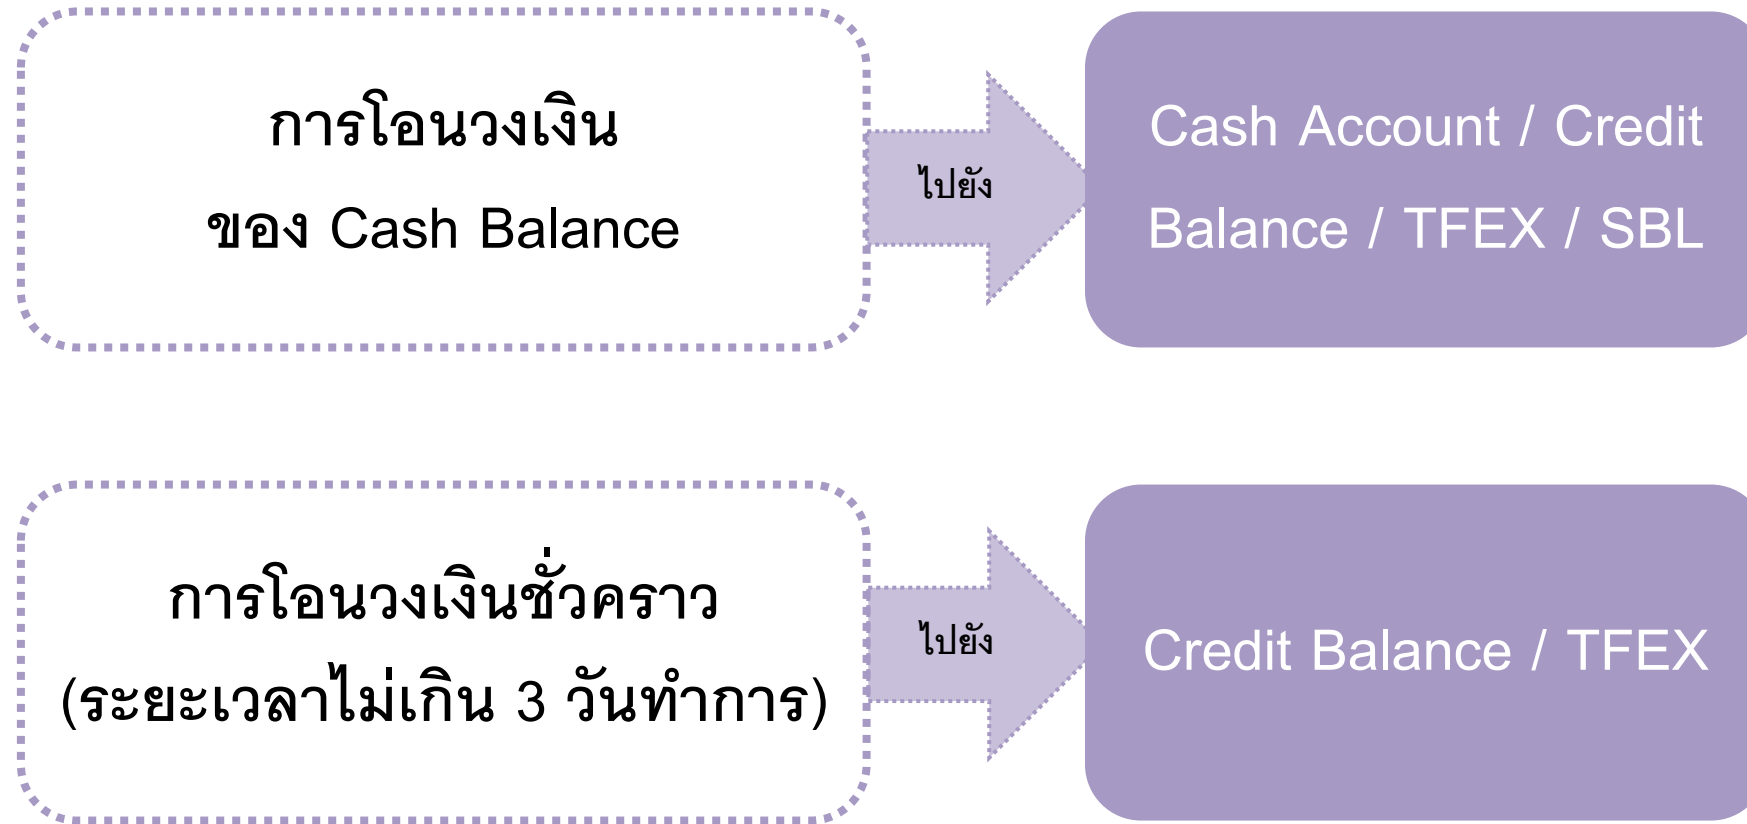 การโอนวงเงิน
ของ Cash Balance
ไปยัง
Cash Account / Credit
Balance / TFEX / SBL
การโอนวงเงินชั่วคราว
(ระยะเวลาไม่เกิน 3 วันทำการ)
ไปยัง
Credit Balance / TFEX